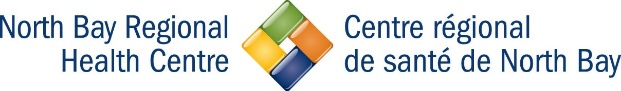 North Bay Regional
Health Centre
Centre régional
de santé de North Bay